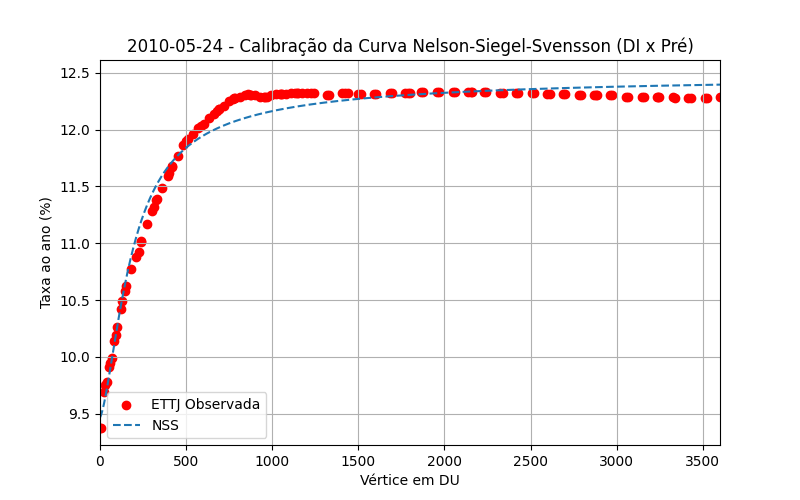 2010-05-24 - Calibração da Curva Nelson-Siegel-Svensson (DI x Pré)
Taxa ao ano (%)
12.5
12.0
11.5
11.0
10.5
10.0
9.5
ETTJ Observada
NSS
0 500 1000 1500 2000 2500 3000 3500
Vértice em DU